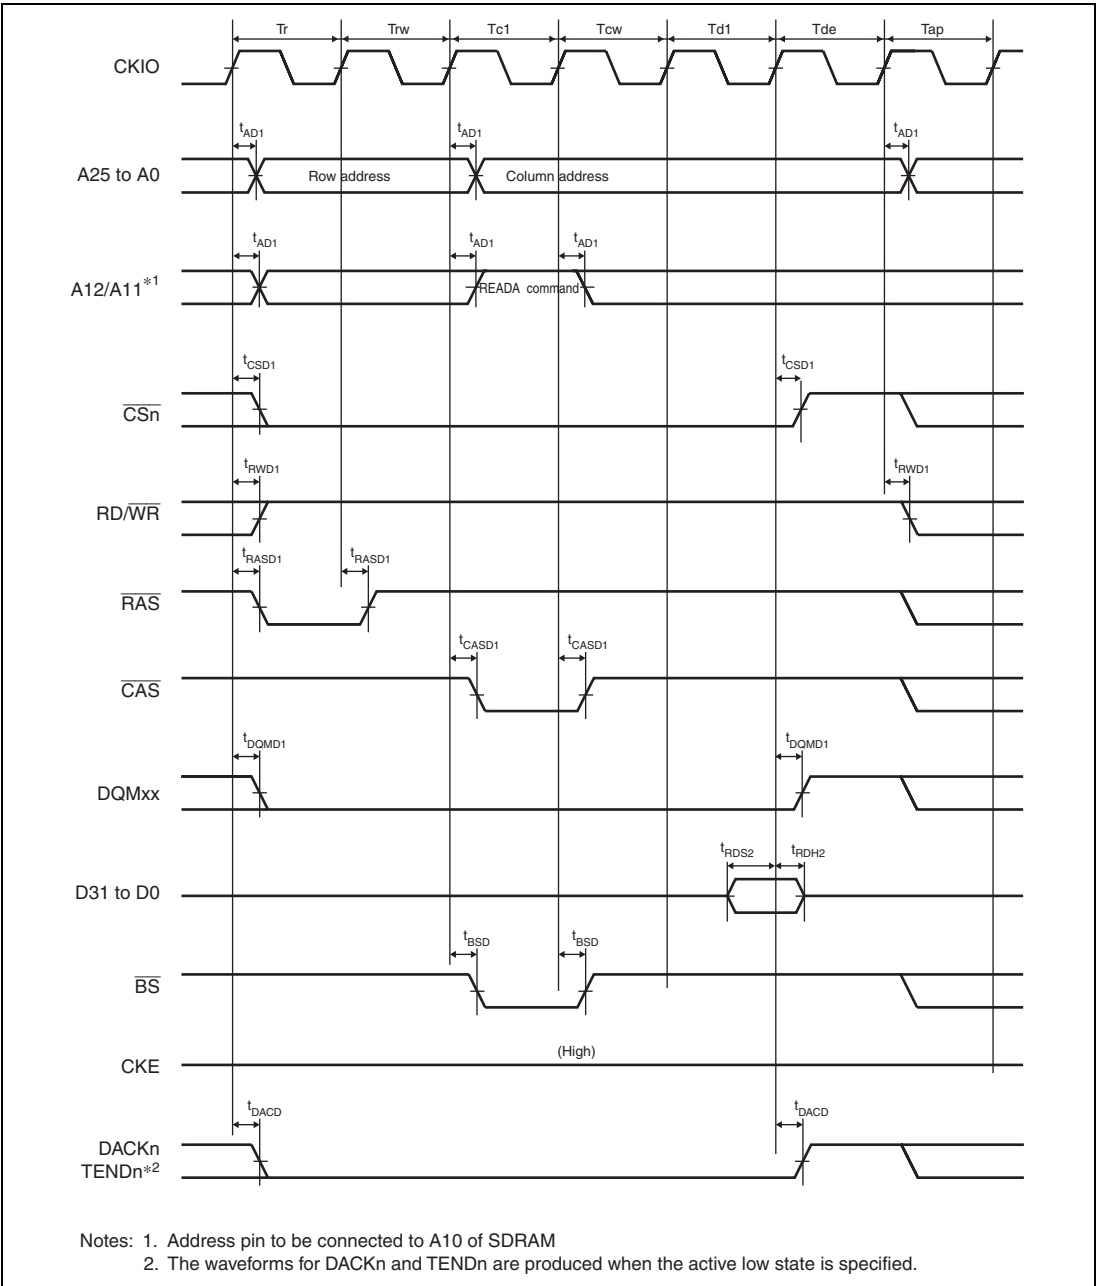 Tr Trw Tc1 Tcw Td1 Tde Tap
CKIO
tAD1 tAD1 tAD1
A25 to A0 Row address Column address
tAD1 tAD1 tAD1
A12/A11*1 READA command
tCSD1 tCSD1
CSn
tRWD1 tRWD1
RD/WR
tRASD1 tRASD1
RAS
tCASD1 tCASD1
CAS
tDQMD1 tDQMD1
DQMxx
tRDS2 tRDH2
D31 to D0
tBSD tBSD
BS
(High)
CKE
tDACD tDACD
DACKn
TENDn*2
Notes: 1. Address pin to be connected to A10 of SDRAM
2. The waveforms for DACKn and TENDn are produced when the active low state is specified.